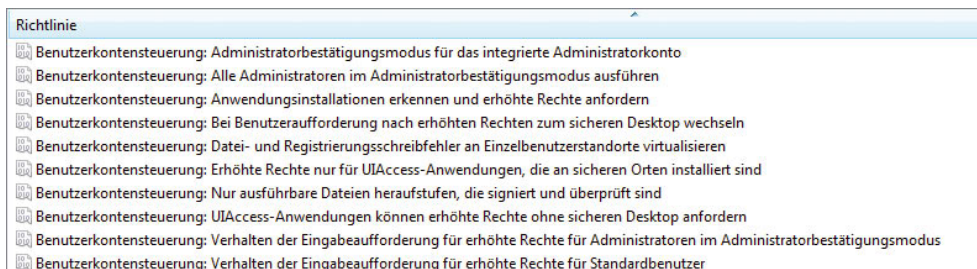 Richtlinie
Benutzerkontensteuerung: Administratorbestätigungsmodus für das integrierte Administratorkonto
Benutzerkontensteuerung: Alle Administratoren im Administratorbestätigungsmodus ausführen
Benutzerkontensteuerung: Anwendungsinstallationen erkennen und erhöhte Rechte anfordern
Benutzerkontensteuerung: Bei Benutzeraufforderung nach erhöhten Rechten zum sicheren Desktop wechseln
Benutzerkontensteuerung: Datei- und Registrierungsschreibfehler an Einzelbenutzerstandorte virtualisieren
Benutzerkontensteuerung: Erhöhte Rechte nur für UIAccess-Anwendungen, die an sicheren Orten installiert sind
Benutzerkontensteuerung: Nur ausführbare Dateien heraufstufen, die signiert und überprüft sind
Benutzerkontensteuerung: UIAccess-Anwendungen können erhöhte Rechte ohne sicheren Desktop anfordern
Benutzerkontensteuerung: Verhalten der Eingabeaufforderung für erhöhte Rechte für Administratoren im Administratorbestätigungsmodus
Benutzerkontensteuerung: Verhalten der Eingabeaufforderung für erhöhte Rechte für Standardbenutzer